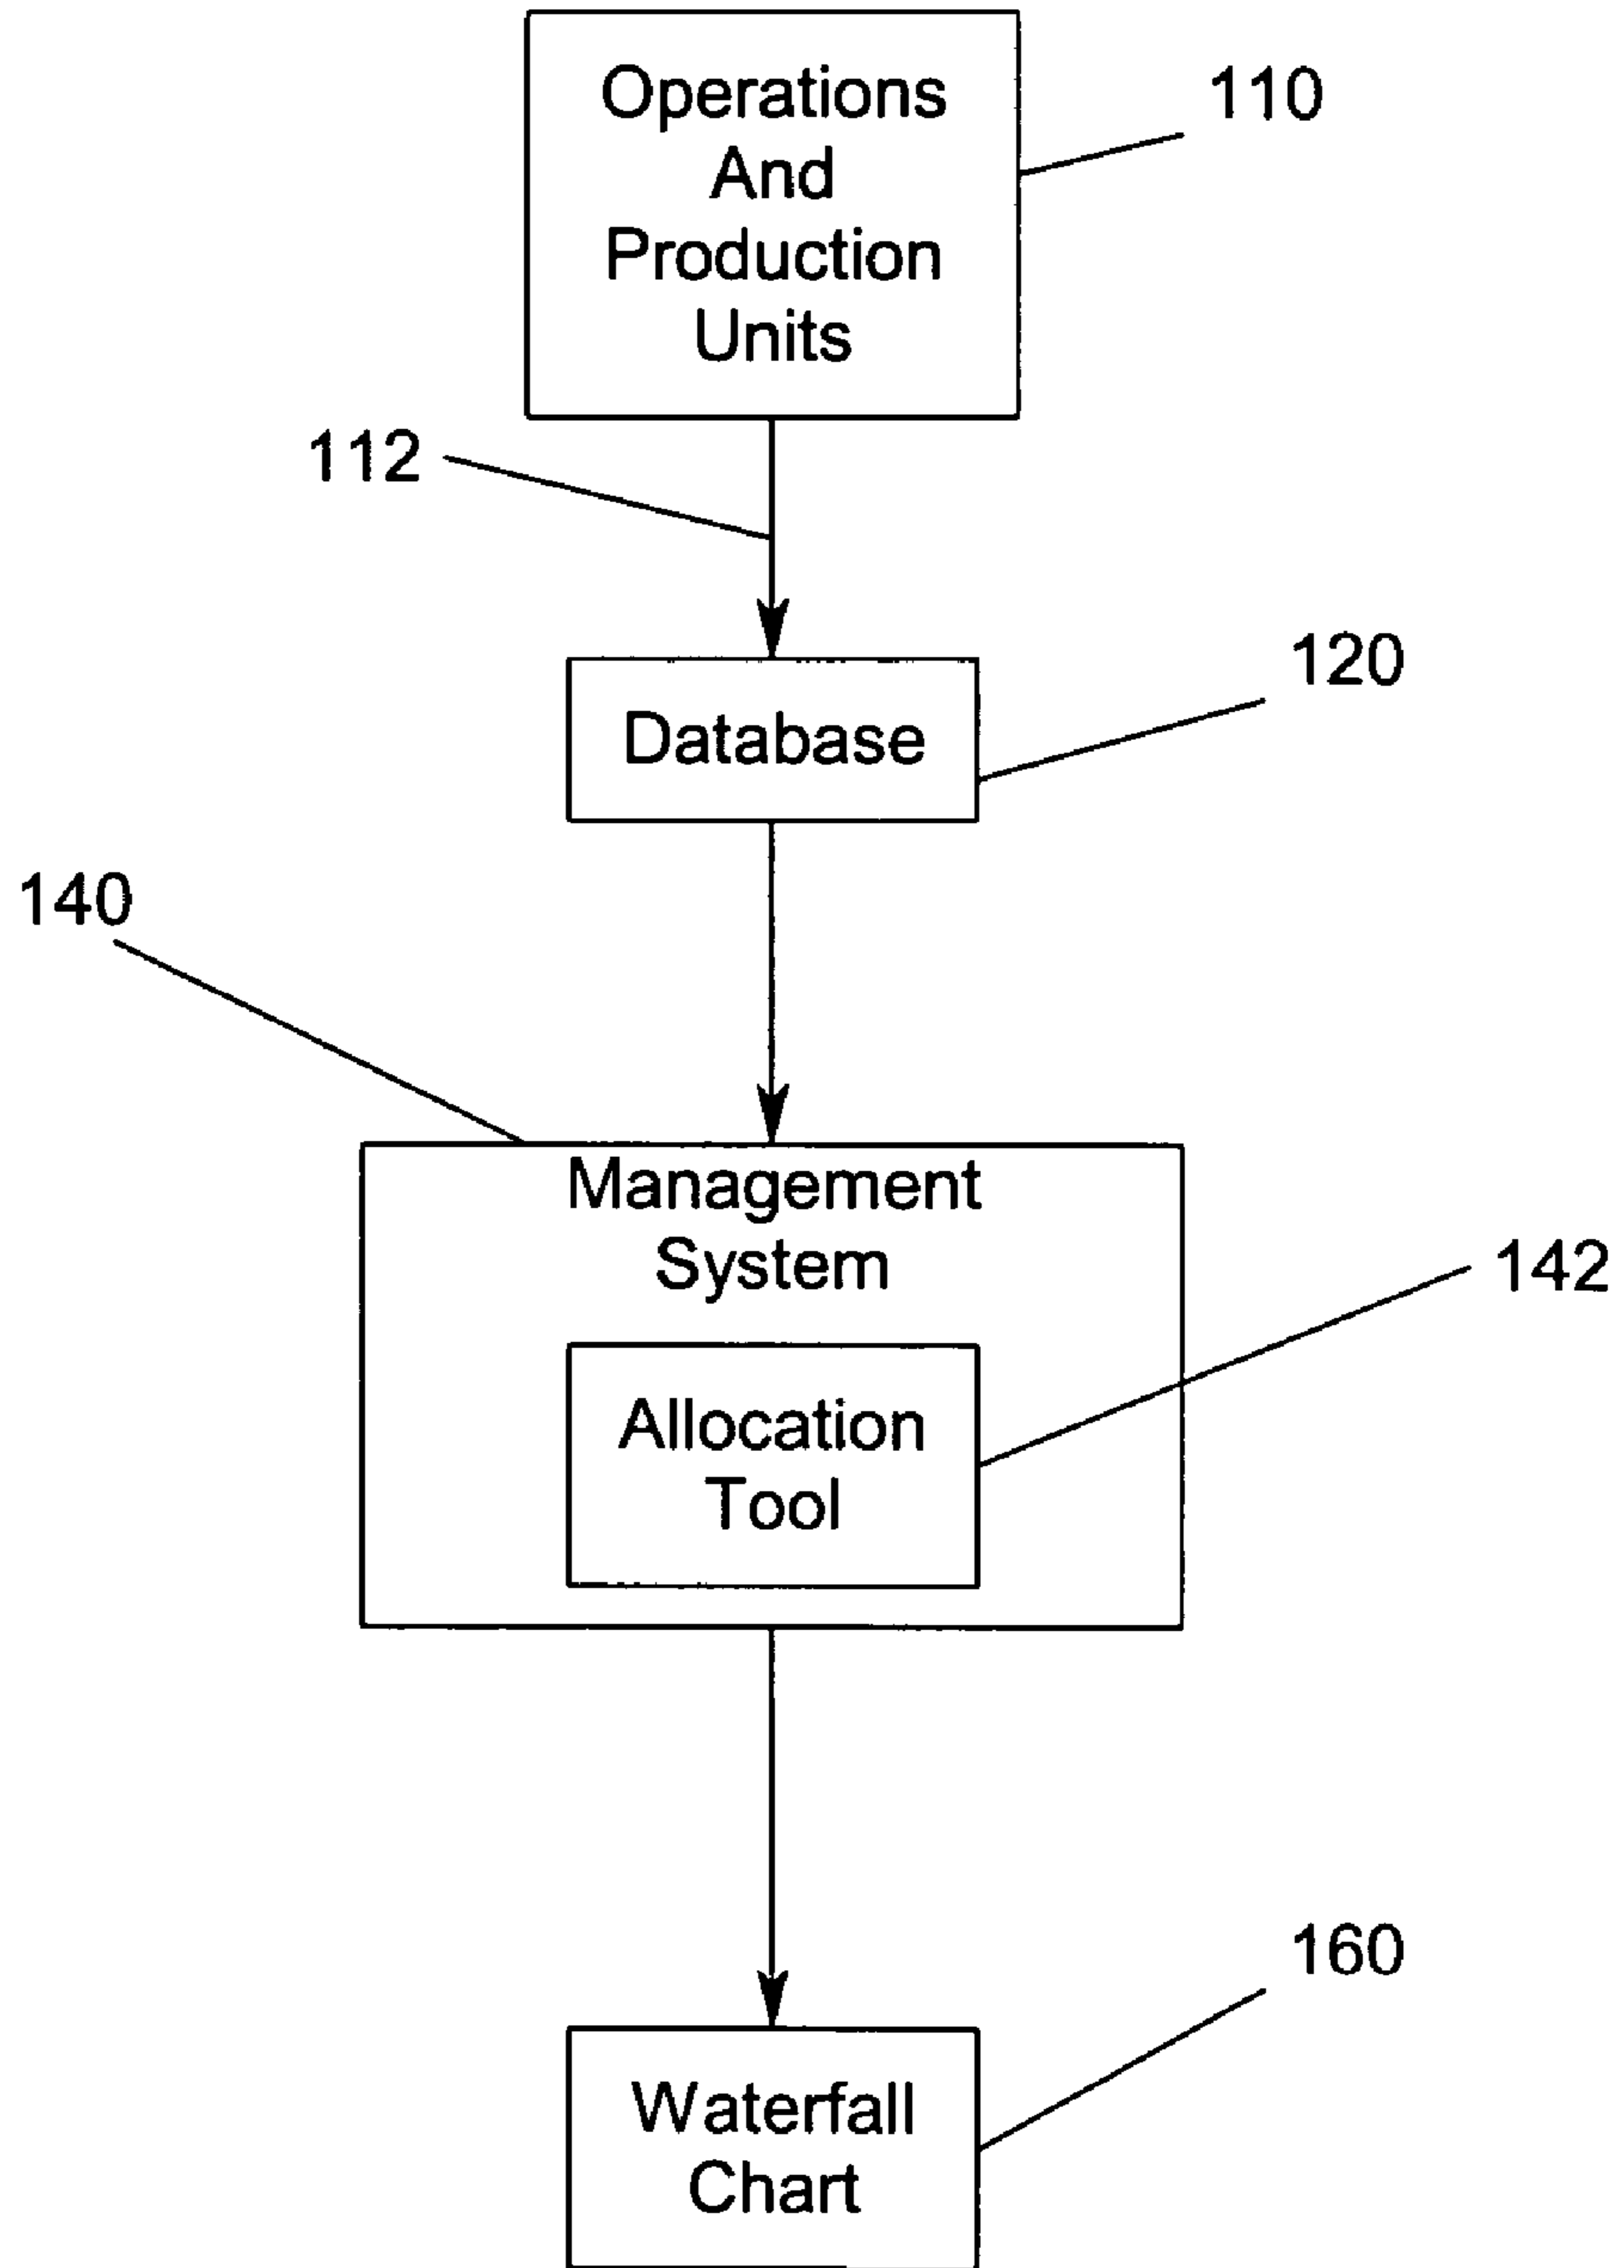 Operations
And
Production
Units
110
112
Database
120
140
Management
System
Allocation
Tool
142
160
Waterfall
Chart